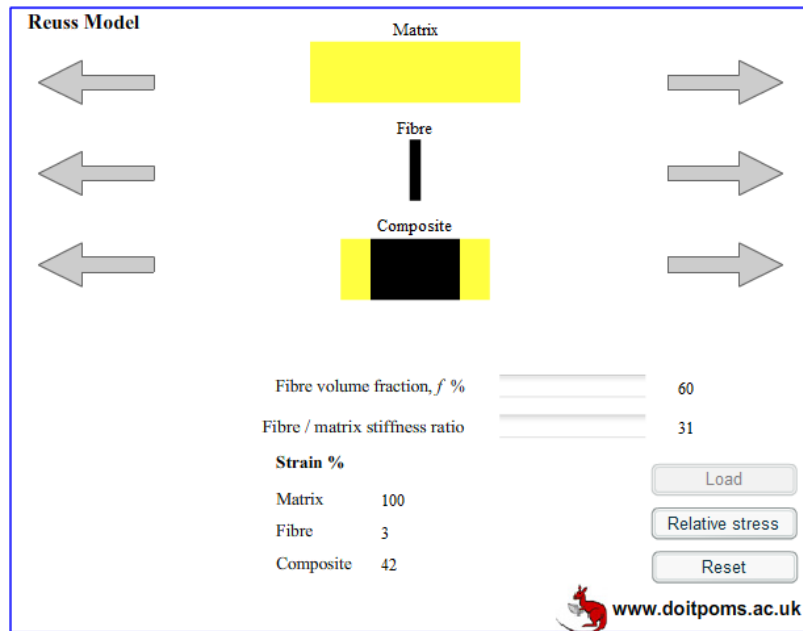 Reuss Model
Matrix
Fibre
Composite
Fibre volume fraction, f % 60
Fibre / matrix stiffness ratio 31
Strain %
Matrix 100
Fibre 3
Composite 42
Load
Relative stress
Reset
www.doitpoms.ac.uk